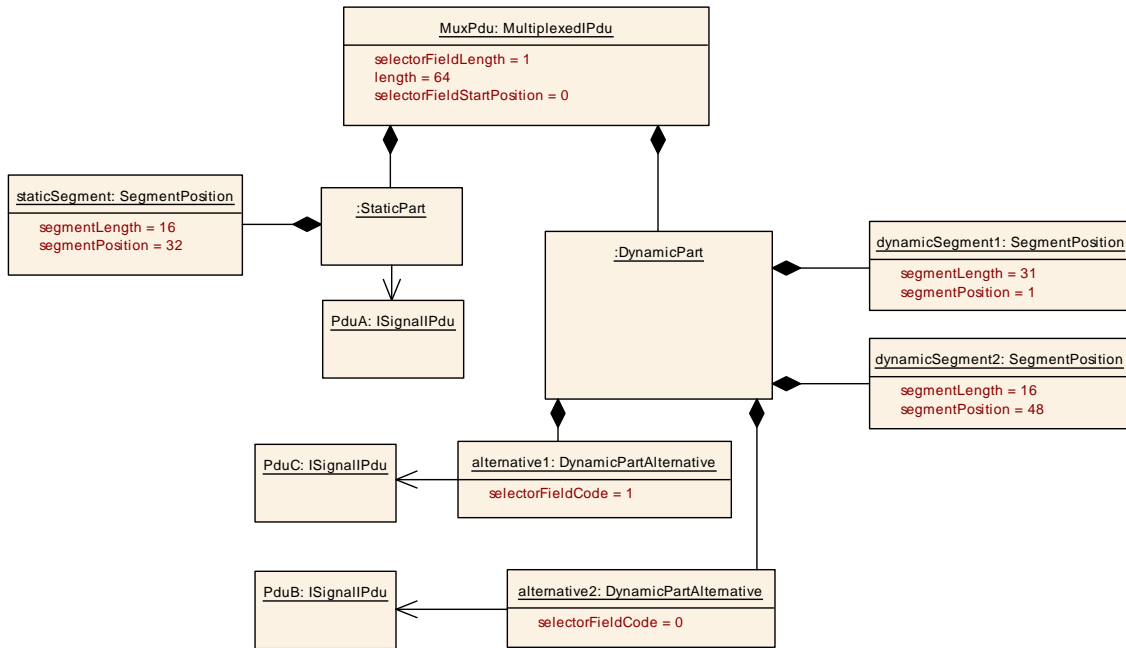 MuxPdu: MultiplexedIPdu
selectorFieldLength = 1
length = 64
selectorFieldStartPosition = 0
staticSegment: SegmentPosition
segmentLength = 16
segmentPosition = 32
:StaticPart
:DynamicPart
dynamicSegment1: SegmentPosition
segmentLength = 31
segmentPosition = 1
PduA: ISignalIPdu
dynamicSegment2: SegmentPosition
segmentLength = 16
segmentPosition = 48
PduC: ISignalIPdu
alternative1: DynamicPartAlternative
selectorFieldCode = 1
PduB: ISignalIPdu
alternative2: DynamicPartAlternative
selectorFieldCode = 0